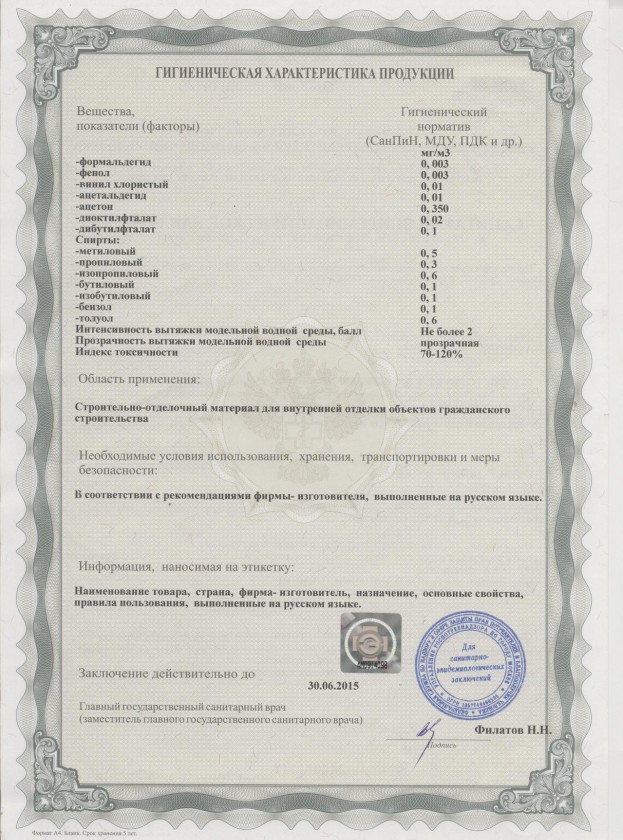 ГИГИЕНИЧЕСКАЯ ХАРАКТЕРИСТИКА ПРОДУКЦИИ
Вещества, Гигиенический
показатели (факторы) норматив
(СанПиН, МДУ, ПДК и др.)
мг/м3
-формальдегид 0, 003
-фенол 0, 003
-винил хлористый 0, 01
-ацетальдегид 0, 01
-ацетон 0, 350
-диоктилфталат 0, 02
-дибутилфталат 0, 1
Спирты:
-метиловый 0, 5
-пропиловый 0, 3
-изопропиловый 0, 6
-бутиловый 0, 1
-изобутиловый 0, 1
-бензол 0, 1
-толуол 0, 6
Интенсивность вытяжки модельной водной среды, балл Не более 2
Прозрачность вытяжки модельной водной среды прозрачная
Индекс токсичности 70-120%
Область применения:
Строительно-отделочный материал для внутренней отделки объектов гражданского
строительства
Необходимые условия использования, хранения, транспортировки и меры
безопасности:
В соответствии с рекомендациями фирмы- изготовителя, выполненные на русском языке.
Информация, наносимая на этикетку:
Наименование товара, страна, фирма- изготовитель, назначение, основные свойства,
правила пользования, выполненные на русском языке.
Для
санитарно-
эпидемиологических
заключений
Заключение действительно до
30.06.2015
Главный государственный санитарный врач
(заместитель главного государственного санитарного врача)
Филатов Н.Н.
Подпись
Формат А4. Бланк. Срок хранения 5 лет.